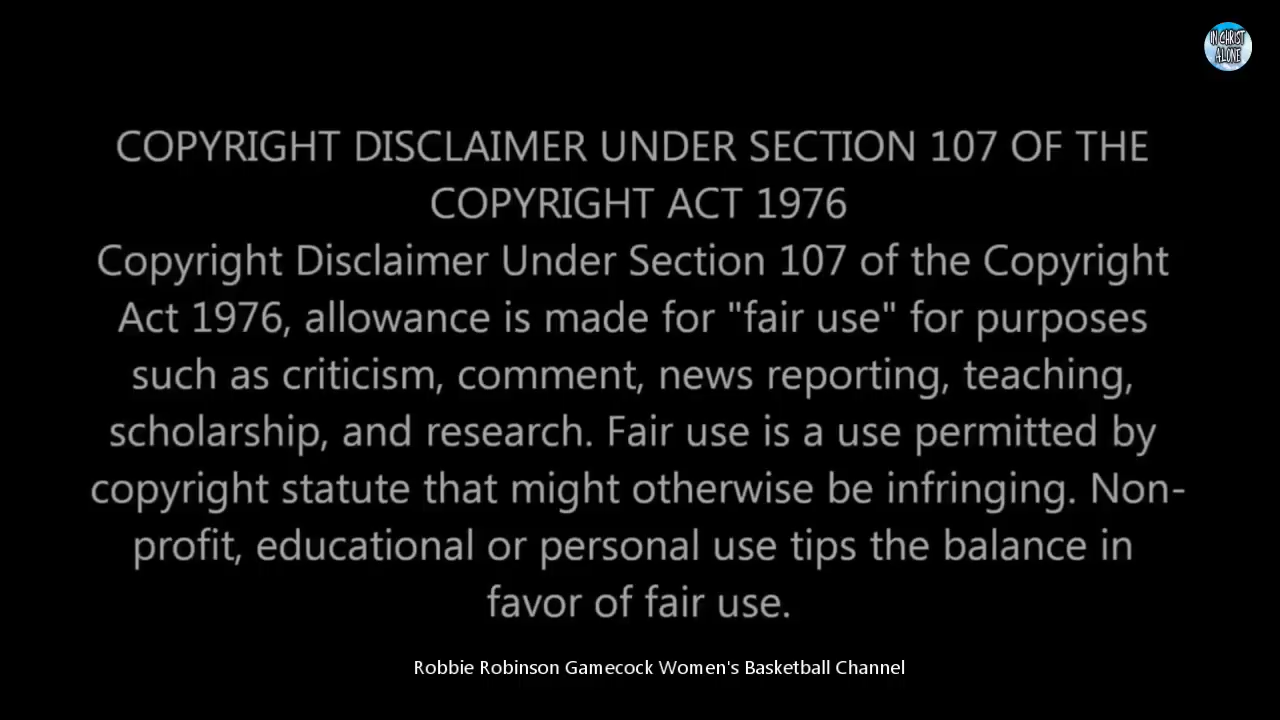 IN CHRIST
ALONE
COPYRIGHT DISCLAIMER UNDER SECTION 107 OF THE
COPYRIGHT ACT 1976
Copyright Disclaimer Under Section 107 of the Copyright
Act 1976, allowance is made for "fair use" for purposes
such as criticism, comment, news reporting, teaching,
scholarship, and research. Fair use is a use permitted by
copyright statute that might otherwise be infringing. Non-
profit, educational or personal use tips the balance in
favor of fair use.
Robbie Robinson Gamecock Women's Basketball Channel